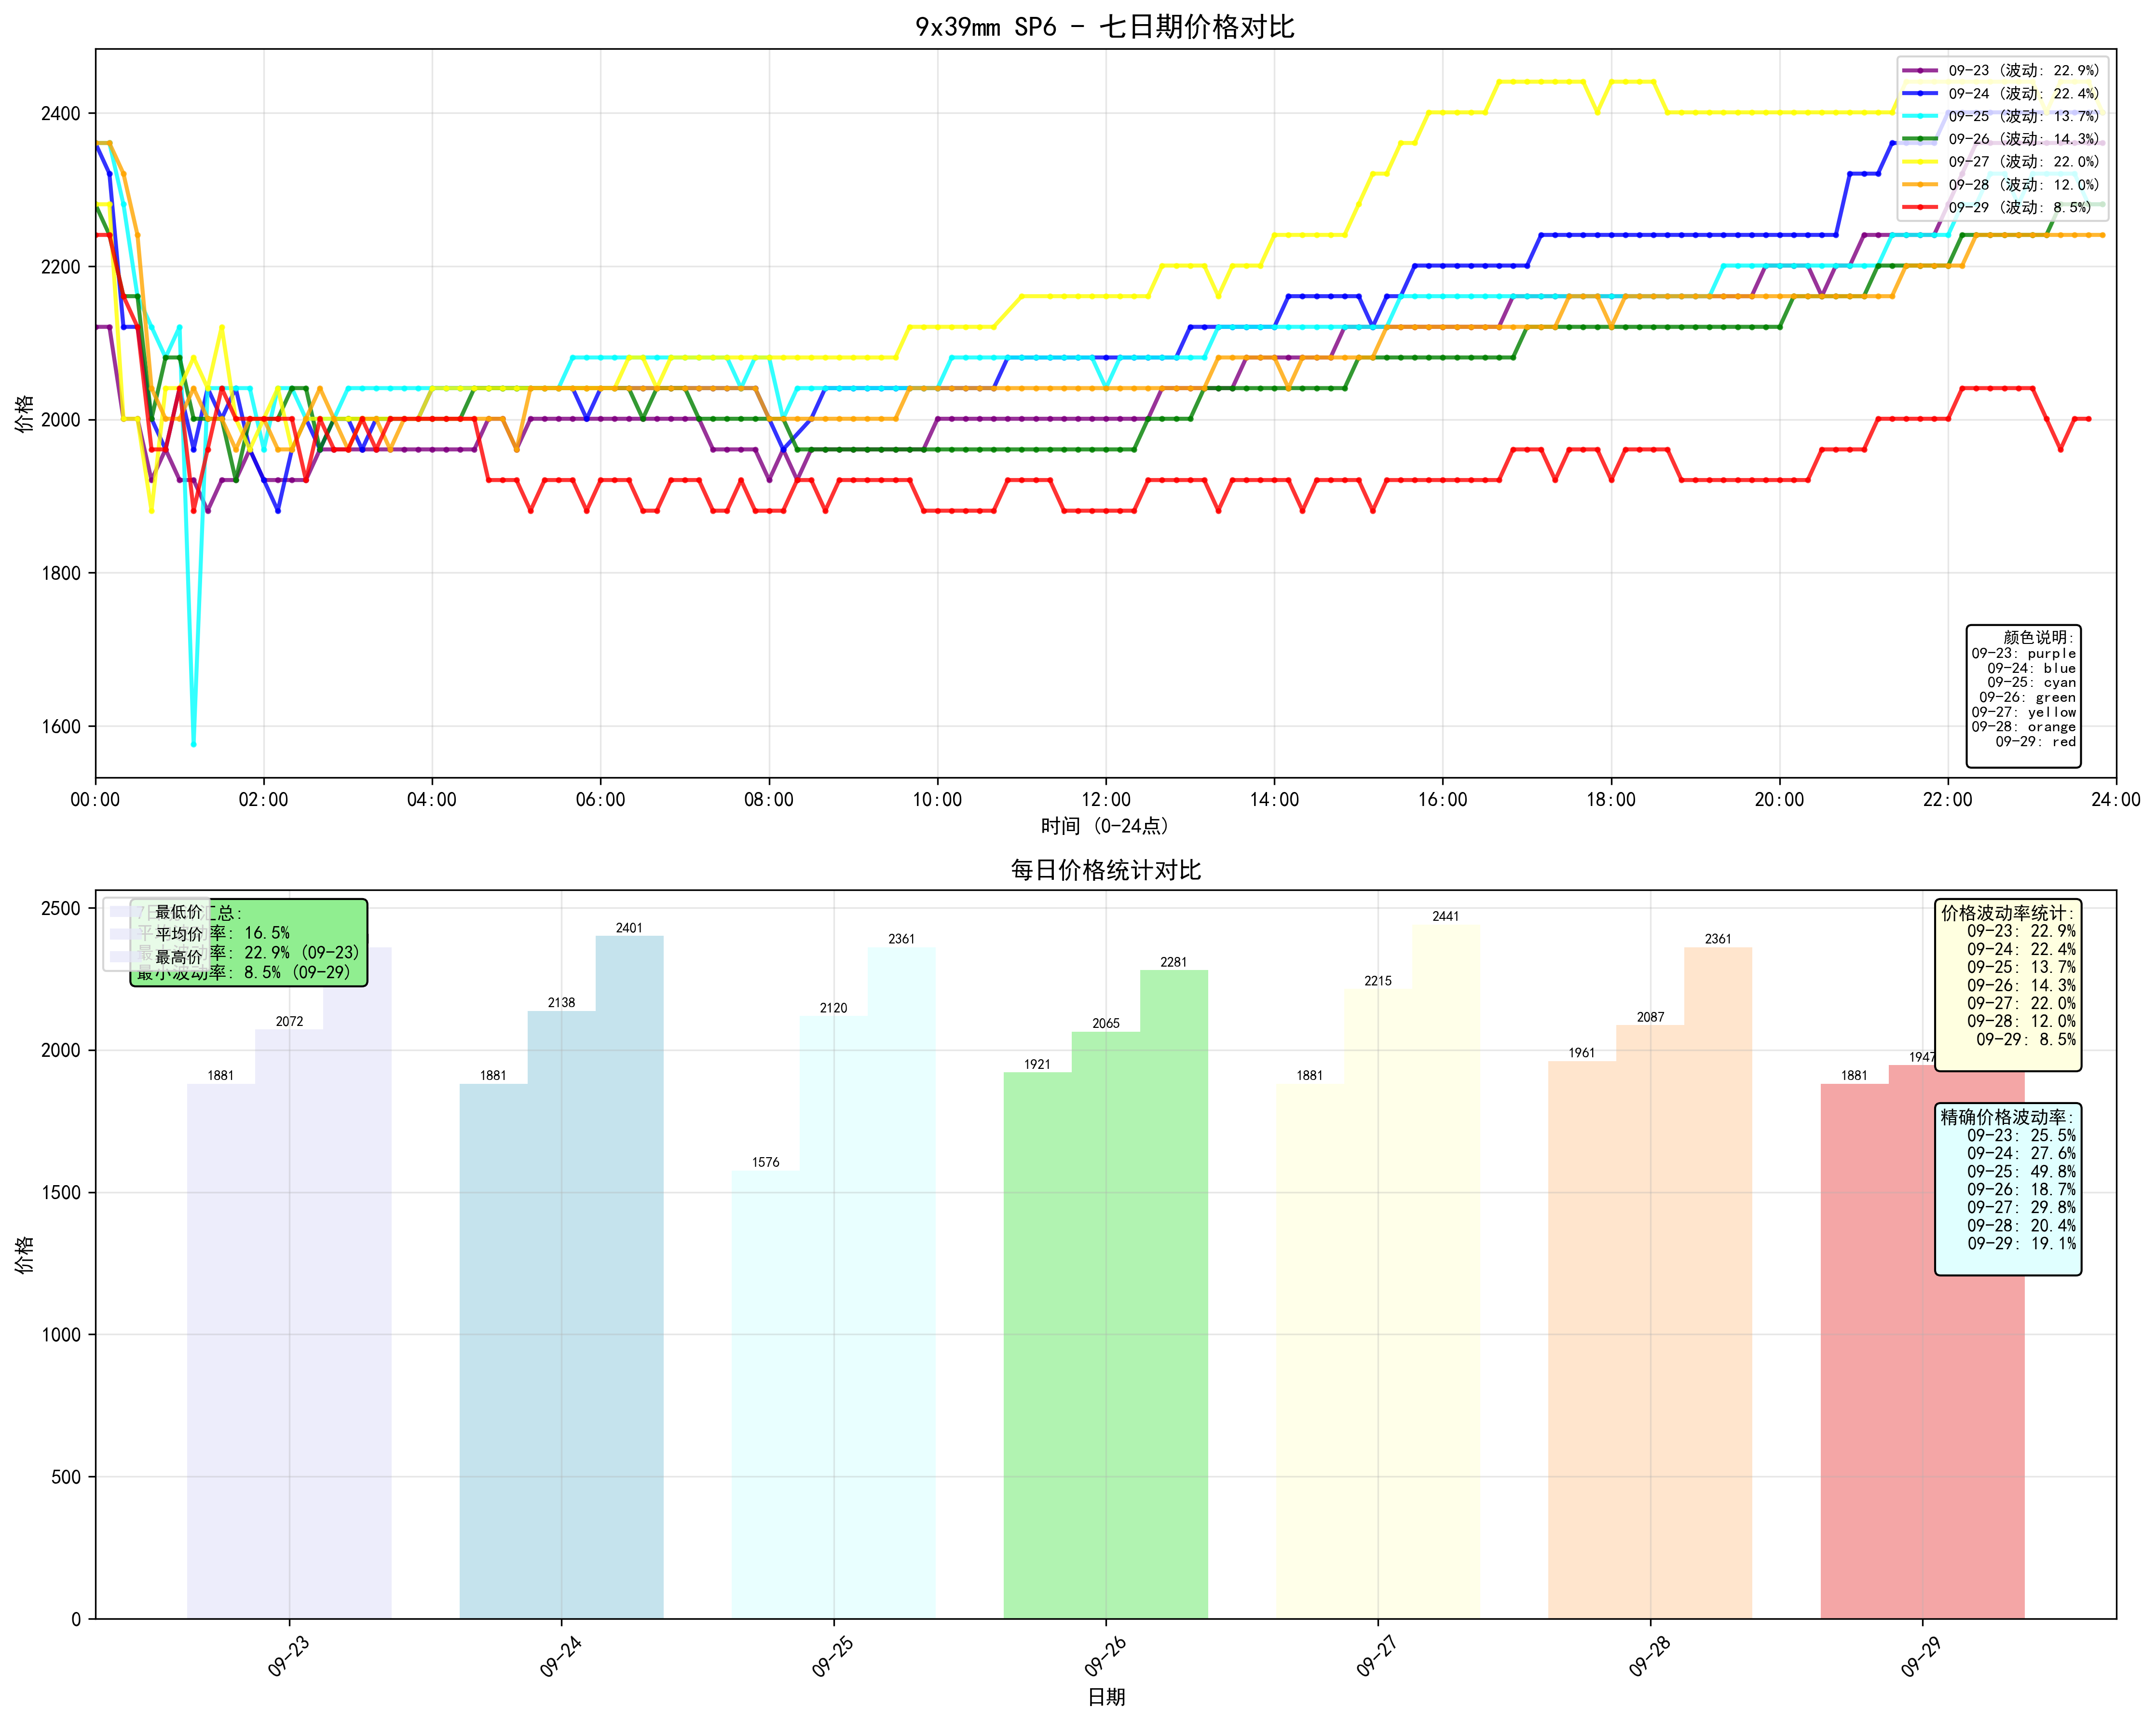 9x39mm SP6 - 七日期价格对比
价格
2400
2200
2000
1800
1600
09-23 (波动: 22.9%)
09-24 (波动: 22.4%)
09-25 (波动: 13.7%)
09-26 (波动: 14.3%)
09-27 (波动: 22.0%)
09-28 (波动: 12.0%)
09-29 (波动: 8.5%)
颜色说明:
09-23: purple
09-24: blue
09-25: cyan
09-26: green
09-27: yellow
09-28: orange
09-29: red
00:00 02:00 04:00 06:00 08:00 10:00 12:00 14:00 16:00 18:00 20:00 22:00 24:00
时间 (0-24点)
每日价格统计对比
价格
2500
2000
1500
1000
500
0
最低价
平均价
最高价
7日 汇总:
平 率: 16.5%
最 波动率: 22.9% (09-23)
最小波动率: 8.5% (09-29)
1881 2072
1881 2138 2401
1576 2120 2361
1921 2065 2281
1881 2215 2441
1961 2087 2361
1881 1947
价格波动率统计:
09-23: 22.9%
09-24: 22.4%
09-25: 13.7%
09-26: 14.3%
09-27: 22.0%
09-28: 12.0%
09-29: 8.5%
精确价格波动率:
09-23: 25.5%
09-24: 27.6%
09-25: 49.8%
09-26: 18.7%
09-27: 29.8%
09-28: 20.4%
09-29: 19.1%
09-23 09-24 09-25 09-26 09-27 09-28 09-29
日期